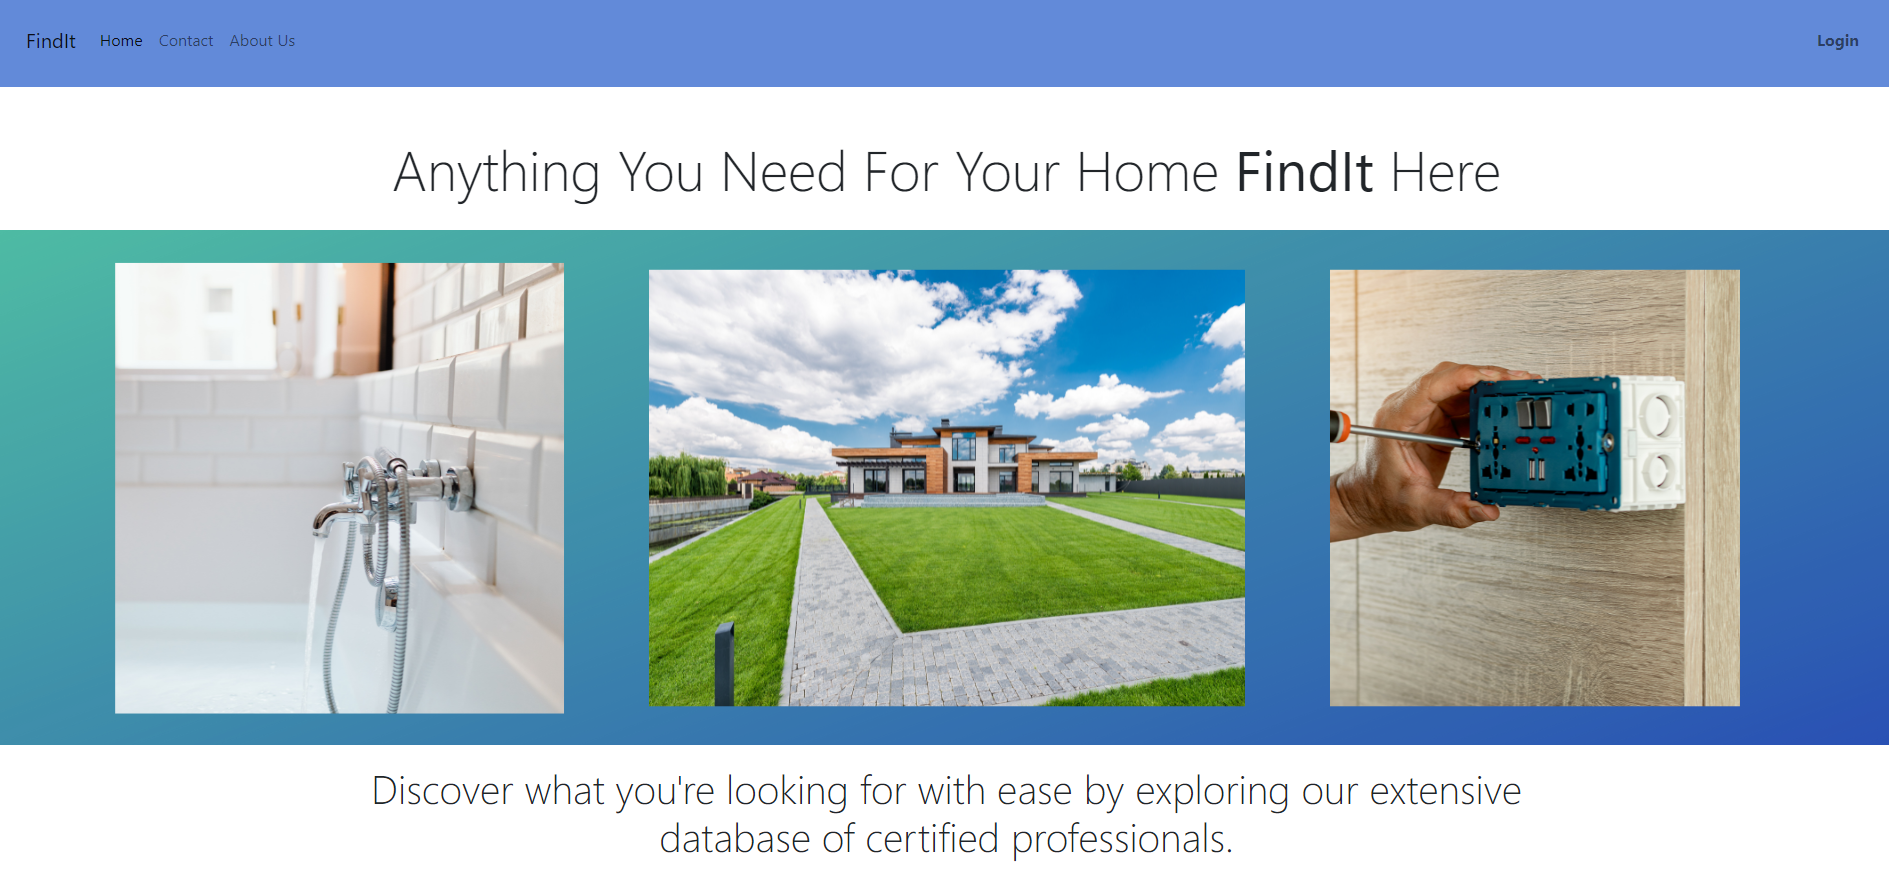 FindIt Home Contact About Us Login
Anything You Need For Your Home FindIt Here
Discover what you're looking for with ease by exploring our extensive
database of certified professionals.